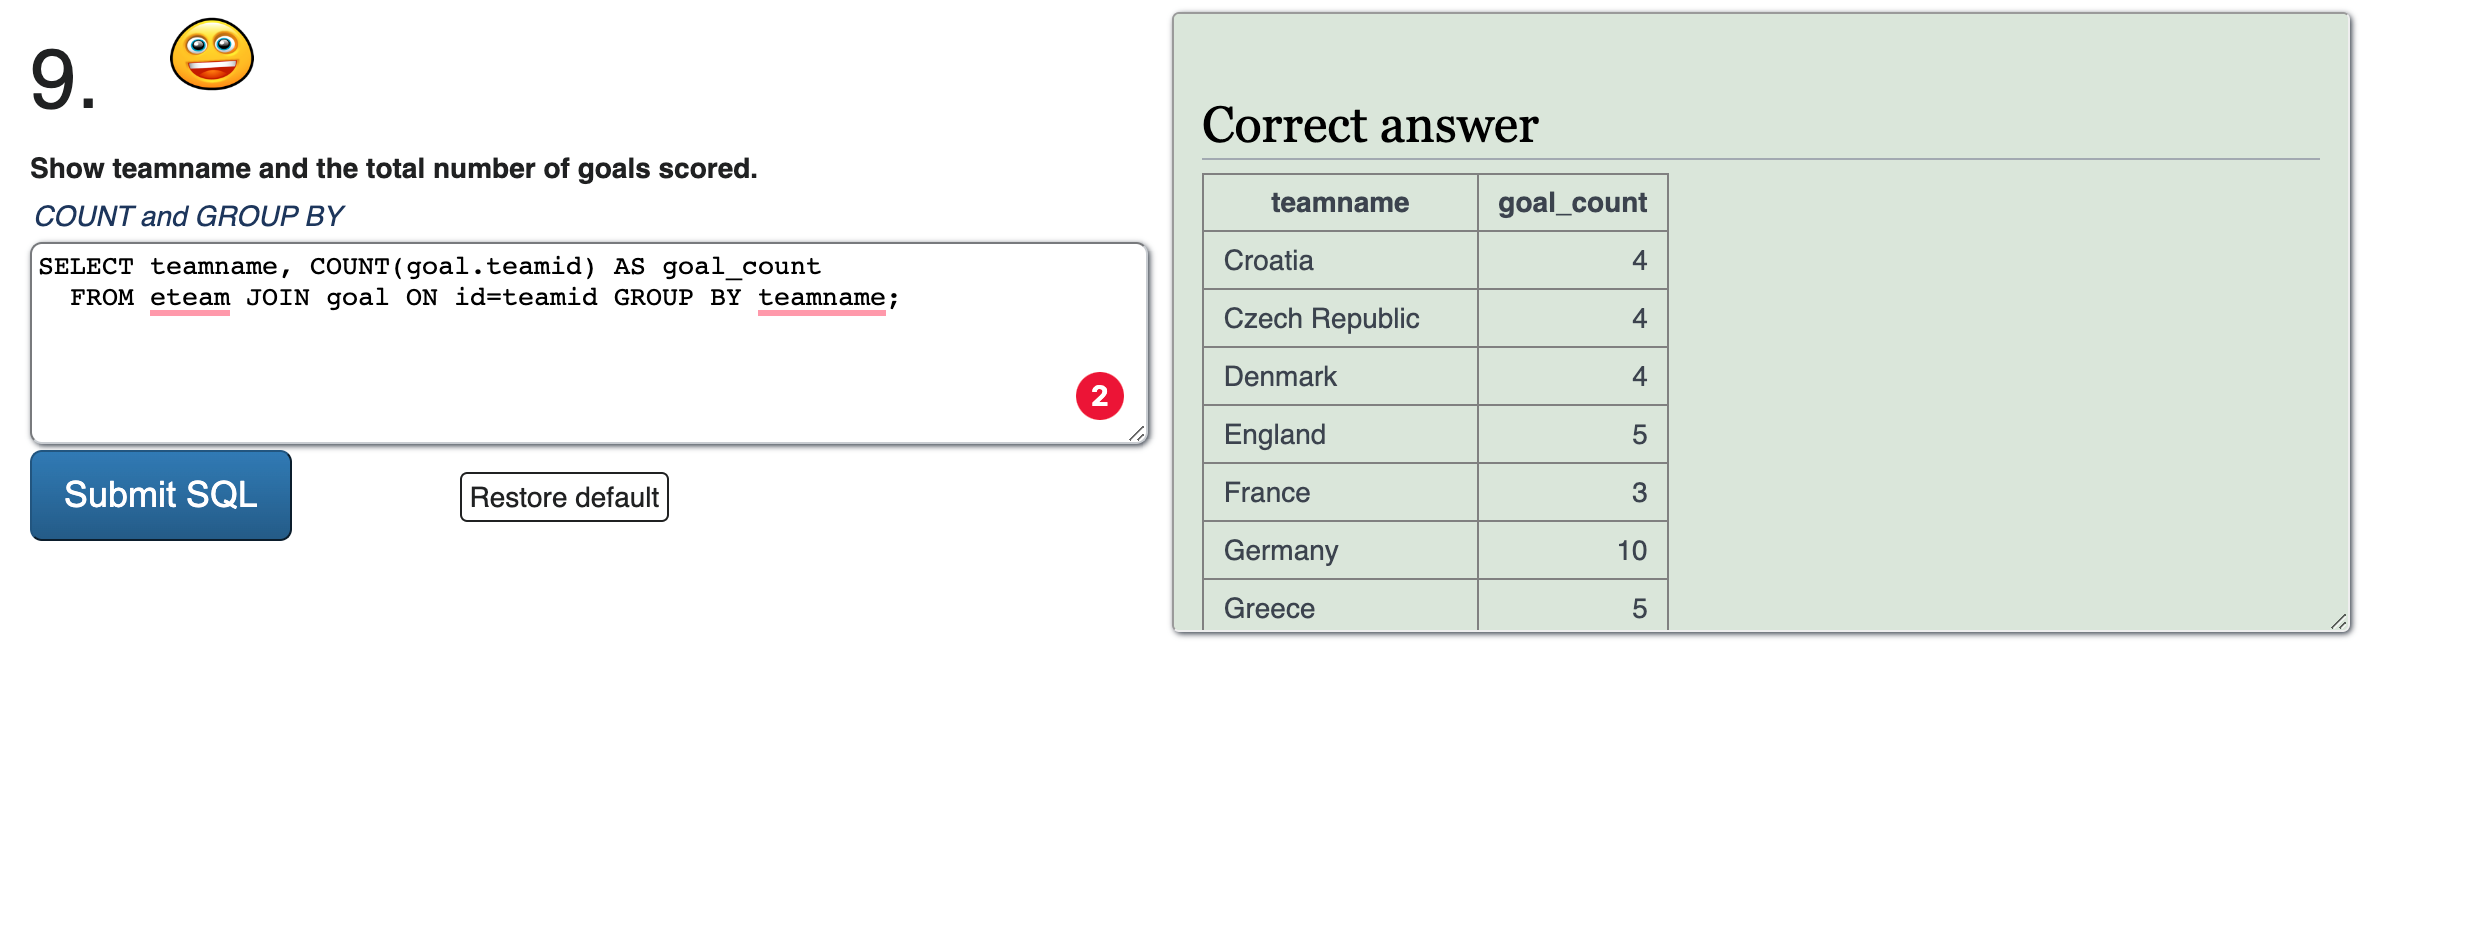 9.
Show teamname and the total number of goals scored.
COUNT and GROUP BY
SELECT teamname, COUNT(goal.teamid) AS goal_count
FROM eteam JOIN goal ON id=teamid GROUP BY teamname;
2
Submit SQL
Restore default
Correct answer
teamname goal_count
Croatia 4
Czech Republic 4
Denmark 4
England 5
France 3
Germany 10
Greece 5